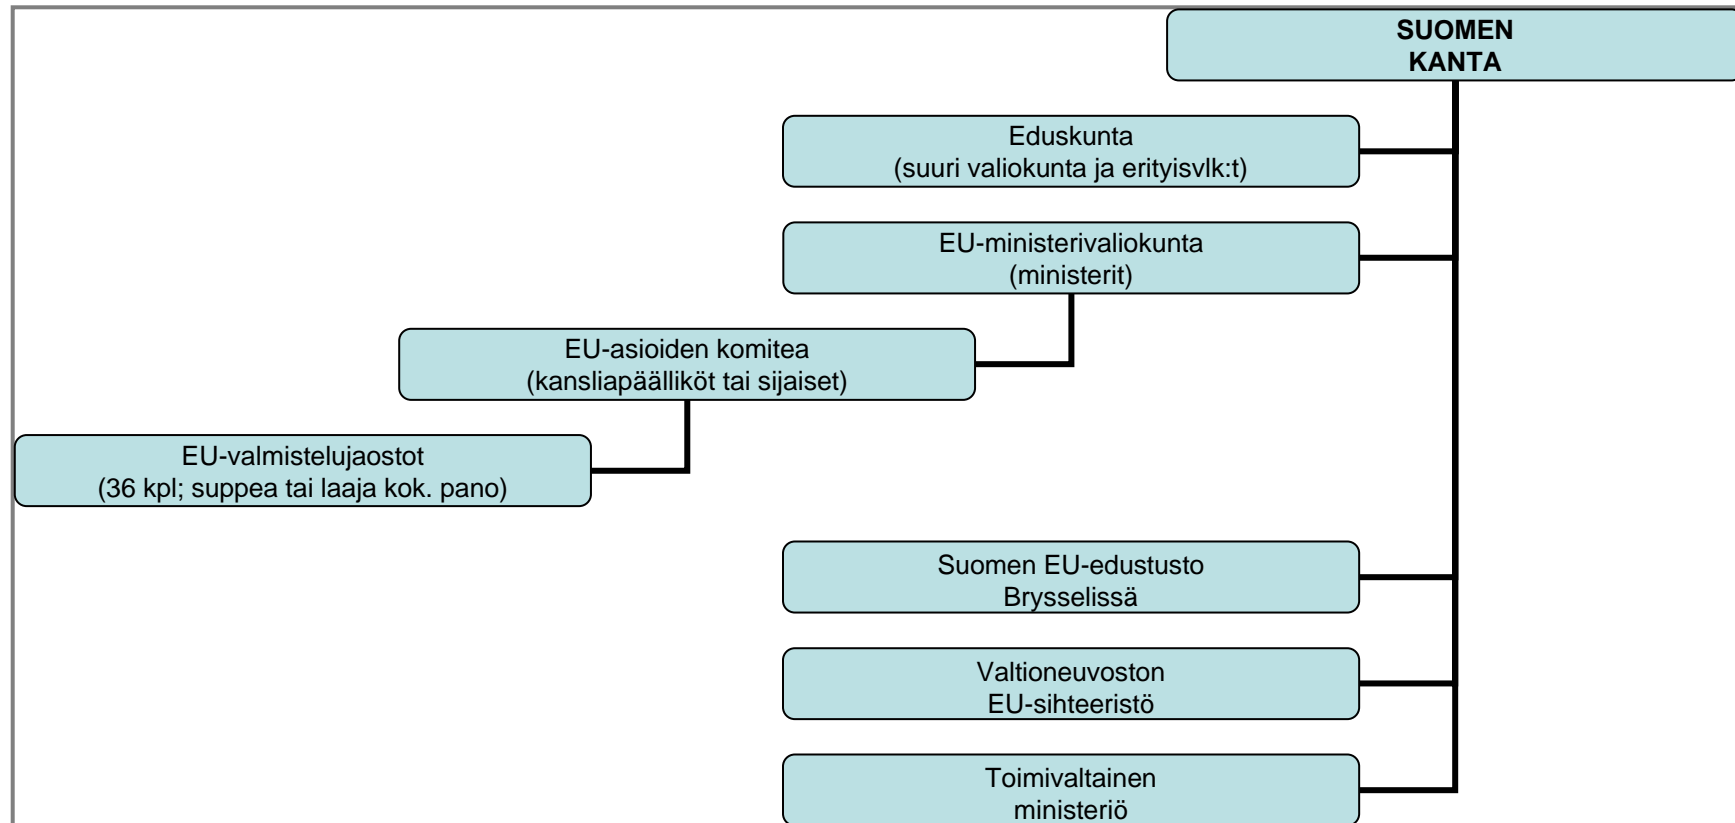 SUOMEN
KANTA
Eduskunta
(suuri valiokunta ja erityisvlk:t)
EU-ministerivaliokunta
(ministerit)
EU-asioiden komitea
(kansliapäälliköt tai sijaiset)
EU-valmistelujaostot
(36 kpl; suppea tai laaja kok. pano)
Suomen EU-edustusto
Brysselissä
Valtioneuvoston
EU-sihteeristö
Toimivaltainen
ministeriö